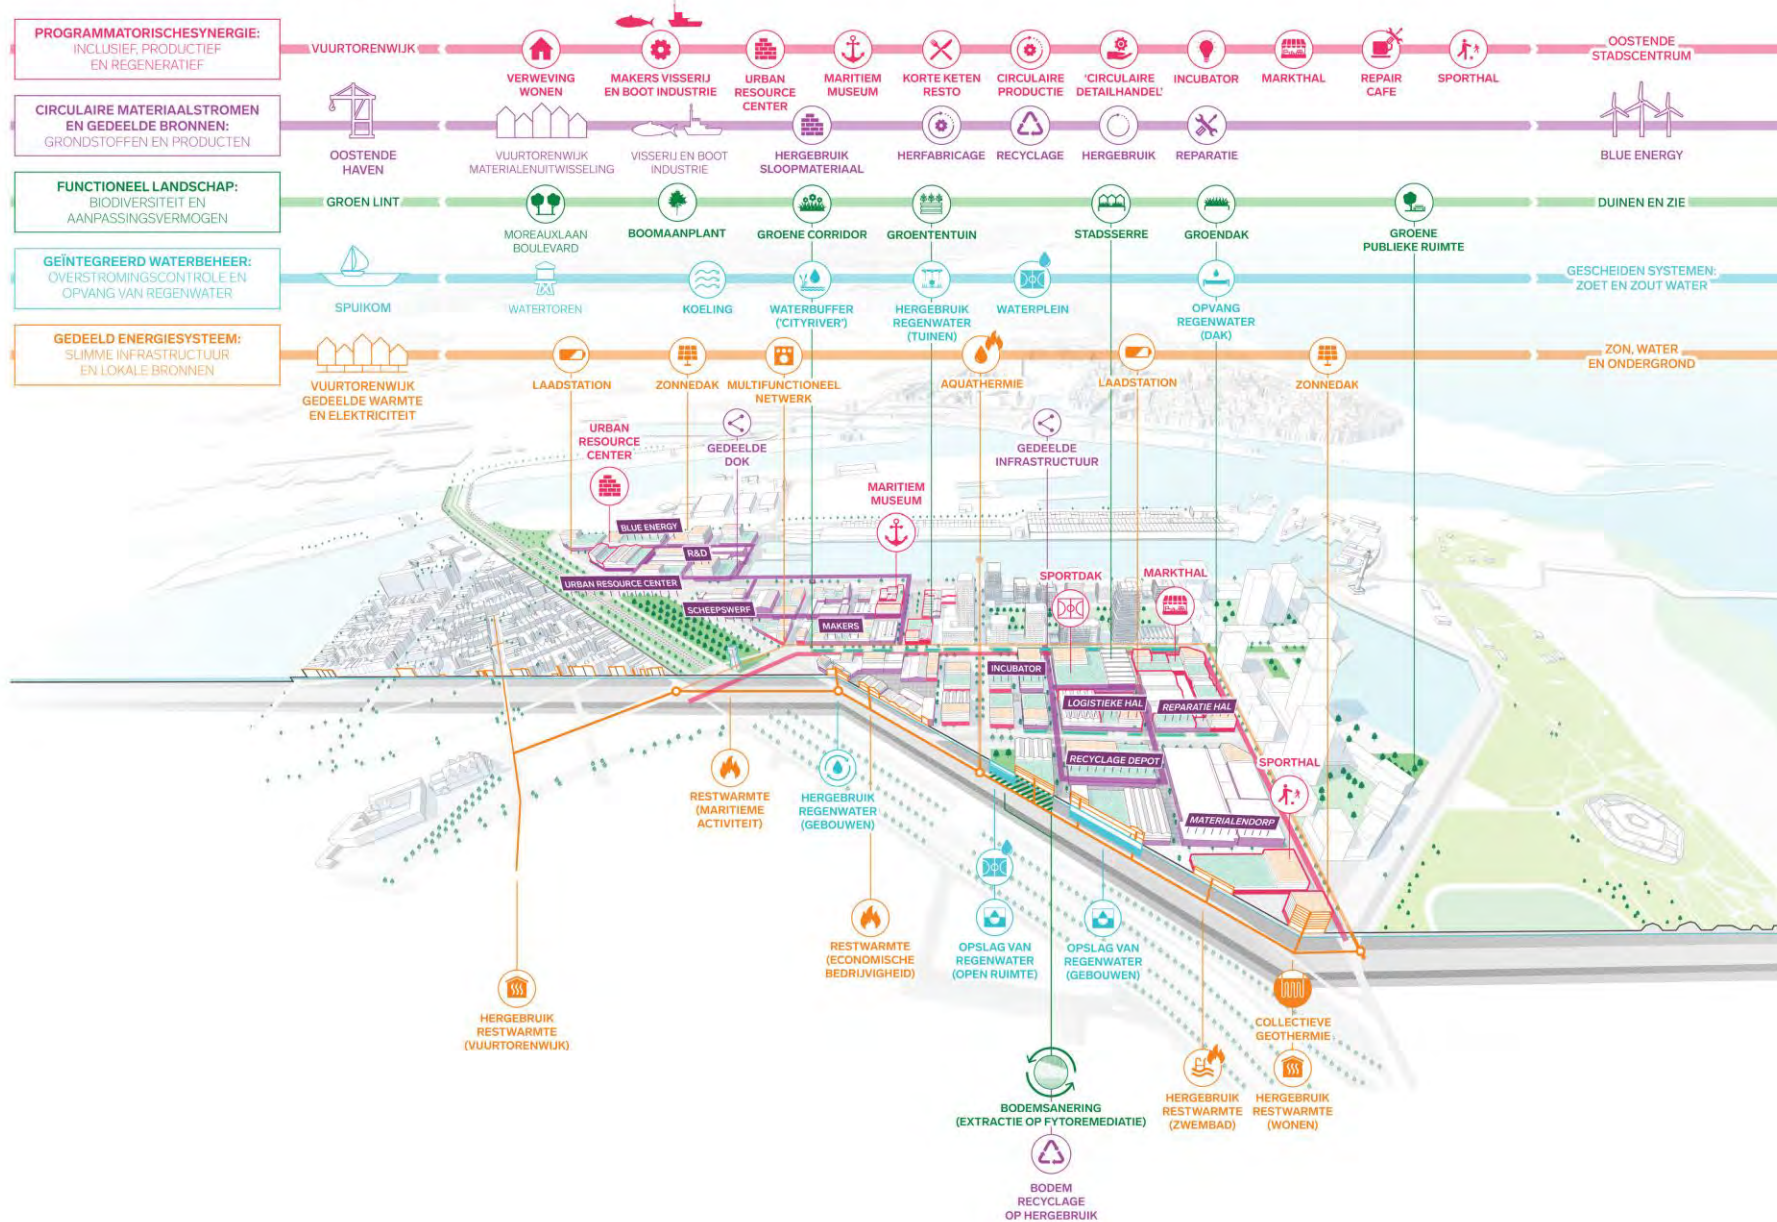 PROGRAMMATORISCHESYNERGIE:
INCLUSIEF, PRODUCTIEF
EN REGENERATIEF
VUURTORENWIJK
VERWEVING
WONEN
MAKERS VISSERIJ
EN BOOT INDUSTRIE
URBAN
RESOURCE
CENTER
MARITIEM
MUSEUM
KORTE KETEN
RESTO
CIRCULAIRE
PRODUCTIE
'CIRCULAIRE
DETAILHANDEL'
INCUBATOR
MARKTHAL
REPAIR
CAFE
SPORTHAL
OOSTENDE
STADSCENTRUM
CIRCULAIRE MATERIAALSTROMEN
EN GEDEELDE BRONNEN:
GRONDSTOFFEN EN PRODUCTEN
OOSTENDE
HAVEN
VUURTORENWIJK
MATERIALENUITWISSELING
VISSERIJ EN BOOT
INDUSTRIE
HERGEBRUIK
SLOOPMATERIAAL
HERFABRICAGE
RECYCLAGE
HERGEBRUIK
REPARATIE
BLUE ENERGY
FUNCTIONEEL LANDSCHAP:
BIODIVERSITEIT EN
AANPASSINGSVERMOGEN
GROEN LINT
MOREAUXLAAN
BOULEVARD
BOOMAANPLANT
GROENE CORRIDOR
GROENTENTUIN
STADSSERRE
GROENDAK
GROENE
PUBLIEKE RUIMTE
DUINEN EN ZIE
GEÏNTEGREERD WATERBEHEER:
OVERSTROMINGSCONTROLE EN
OPVANG VAN REGENWATER
SPUIKOM
WATERTOREN
KOELING
WATERBUFFER
('CITYRIVER')
HERGEBRUIK
REGENWATER
(TUINEN)
WATERPLEIN
OPVANG
REGENWATER
(DAK)
GESCHEIDEN SYSTEMEN:
ZOET EN ZOUT WATER
GEDEELD ENERGIESYSTEEM:
SLIMME INFRASTRUCTUUR
EN LOKALE BRONNEN
VUURTORENWIJK
GEDEELDE WARMTE
EN ELEKTRICITEIT
LAADSTATION
ZONNEDAK
MULTIFUNCTIONEEL
NETWERK
AQUATHERMIE
LAADSTATION
ZONNEDAK
ZON, WATER
EN ONDERGROND
URBAN
RESOURCE
CENTER
GEDEELDE
DOK
MARITIEM
MUSEUM
GEDEELDE
INFRASTRUCTUUR
BLUE ENERGY
R&D
URBAN RESOURCE CENTER
SCHEEPSWERF
MAKERS
SPORTDAK
MARKTHAL
INCUBATOR
LOGISTIEKE HAL
REPARATIE HAL
RECYCLAGE DEPOT
SPORTHAL
MATERIALENDORP
RESTWARMTE
(MARITIEME
ACTIVITEIT)
HERGEBRUIK
REGENWATER
(GEBOUWEN)
RESTWARMTE
(ECONOMISCHE
BEDRIJVIGHEID)
OPSLAG VAN
REGENWATER
(OPEN RUIMTE)
OPSLAG VAN
REGENWATER
(GEBOUWEN)
HERGEBRUIK
RESTWARMTE
(VUURTORENWIJK)
COLLECTIEVE
GEOTHERMIE
BODEMSANERING
(EXTRACTIE OP FYTOREMEDIATIE)
HERGEBRUIK
RESTWARMTE
(ZWEMBAD)
HERGEBRUIK
RESTWARMTE
(WONEN)
BODEM
RECYCLAGE
OP HERGEBRUIK